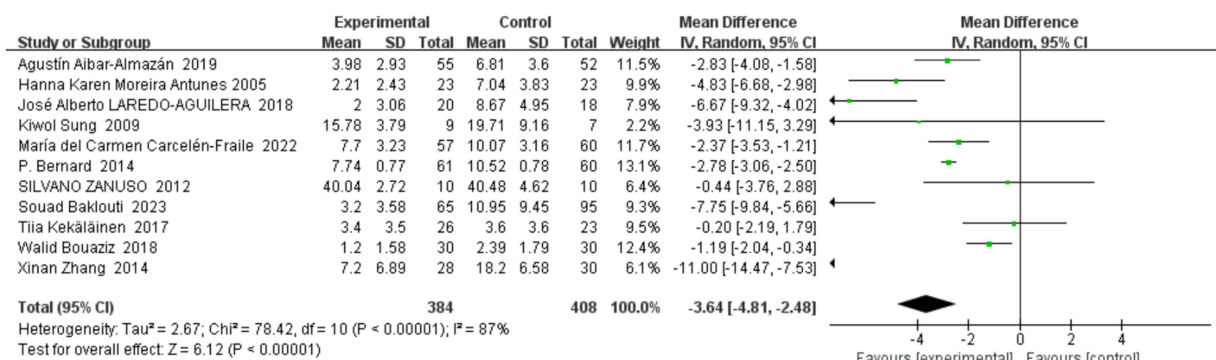 Experimental Control Mean Difference Mean Difference
Study or Subgroup Mean SD Total Mean SD Total Weight IV, Random, 95% CI IV, Random, 95% CI
Agustín Aibar-Almazán 2019 3.98 2.93 55 6.81 3.6 52 11.5% -2.83 [-4.08, -1.58]
Hanna Karen Moreira Antunes 2005 2.21 2.43 23 7.04 3.83 23 9.9% -4.83 [-6.68, -2.98]
José Alberto LAREDO-AGUILERA 2018 2 3.06 20 8.67 4.95 18 7.9% -6.67 [-9.32, -4.02]
Kiwol Sung 2009 15.78 3.79 9 19.71 9.16 7 2.2% -3.93 [-11.15, 3.29]
María del Carmen Carcelén-Fraile 2022 7.7 3.23 57 10.07 3.16 60 11.7% -2.37 [-3.53, -1.21]
P. Bernard 2014 7.74 0.77 61 10.52 0.78 60 13.1% -2.78 [-3.06, -2.50]
SILVANO ZANUSO 2012 40.04 2.72 10 40.48 4.62 10 6.4% -0.44 [-3.76, 2.88]
Souad Baklouti 2023 3.2 3.58 65 10.95 9.45 95 9.3% -7.75 [-9.84, -5.66]
Tiia Kekäläinen 2017 3.4 3.5 26 3.6 3.6 23 9.5% -0.20 [-2.19, 1.79]
Walid Bouaziz 2018 1.2 1.58 30 2.39 1.79 30 12.4% -1.19 [-2.04, -0.34]
Xinan Zhang 2014 7.2 6.89 28 18.2 6.58 30 6.1% -11.00 [-14.47, -7.53]
Total (95% CI) 384 408 100.0% -3.64 [-4.81, -2.48]
Heterogeneity: Tau² = 2.67; Chi² = 78.42, df = 10 (P < 0.00001); I² = 87%
Test for overall effect: Z = 6.12 (P < 0.00001)
-4 -2 0 2 4
Favours [experimental] Favours [control]